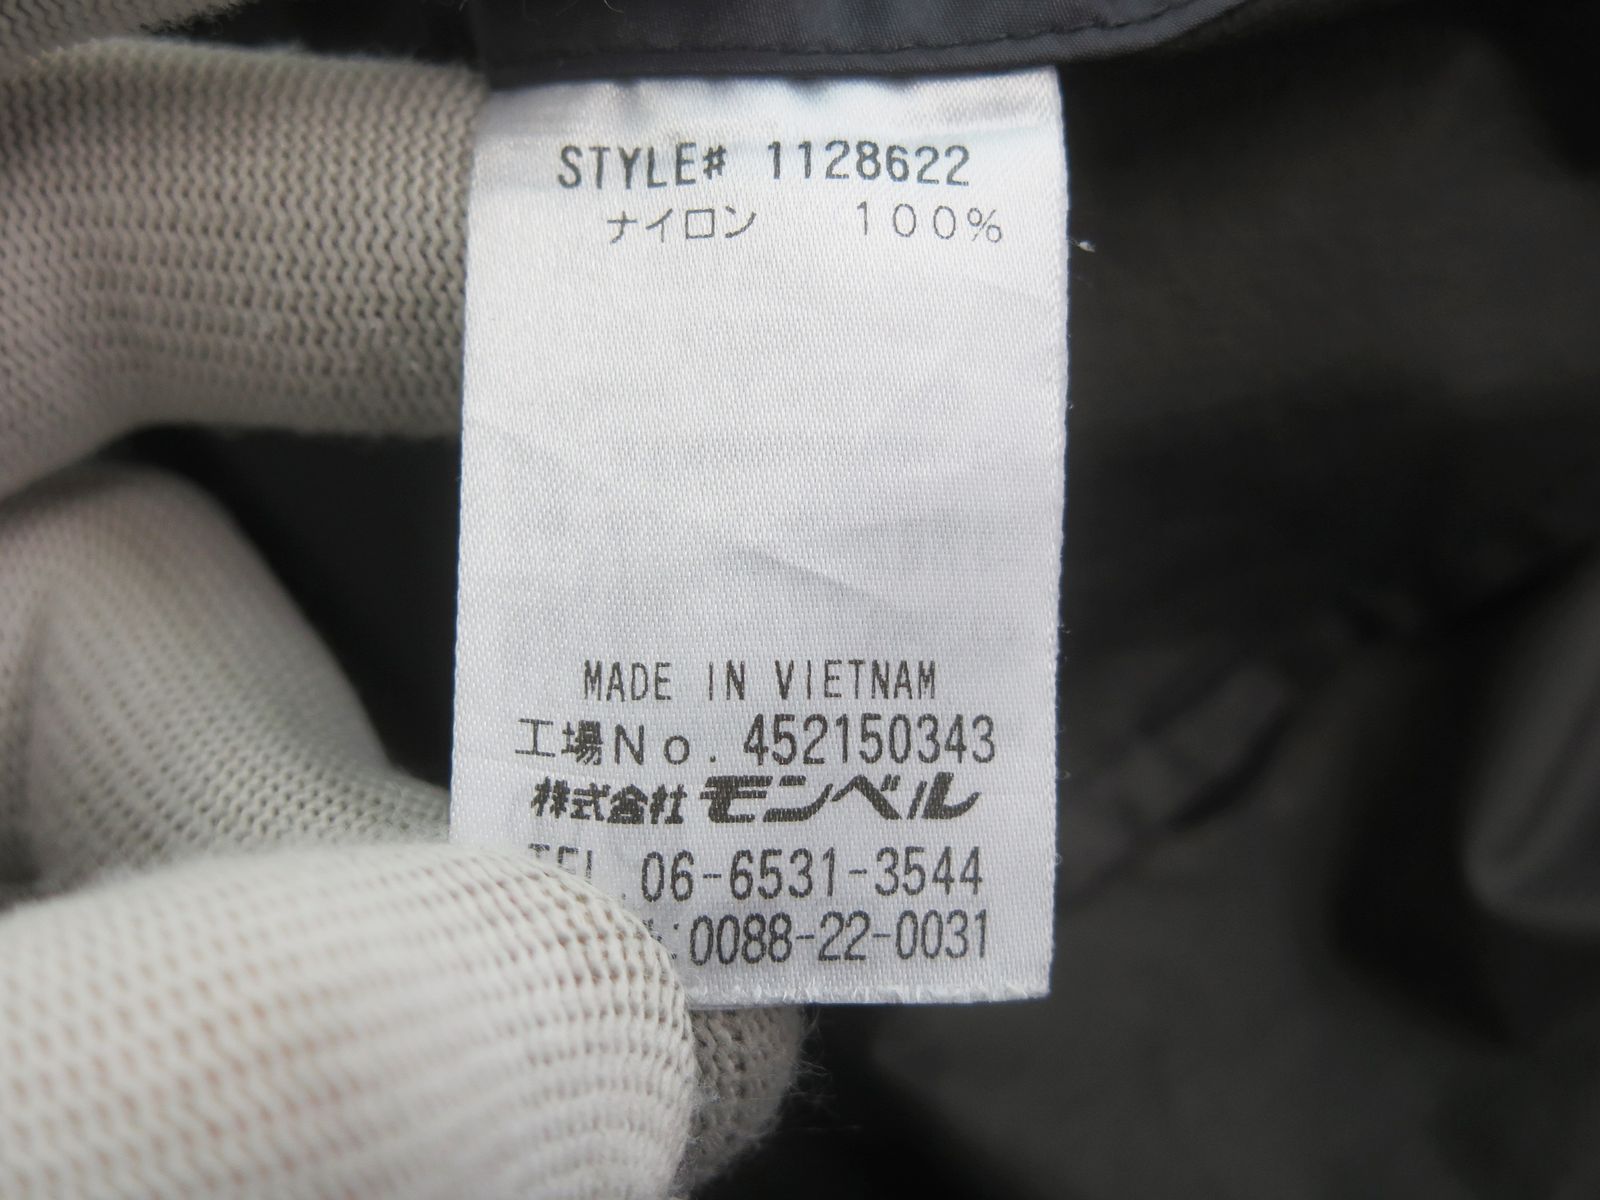 STYLE# 1128622
ナイロン 100%
MADE IN VIETNAM
工場No. 452150343
株式会社 モンベル
TEL. 06-6531-3544
:0088-22-0031